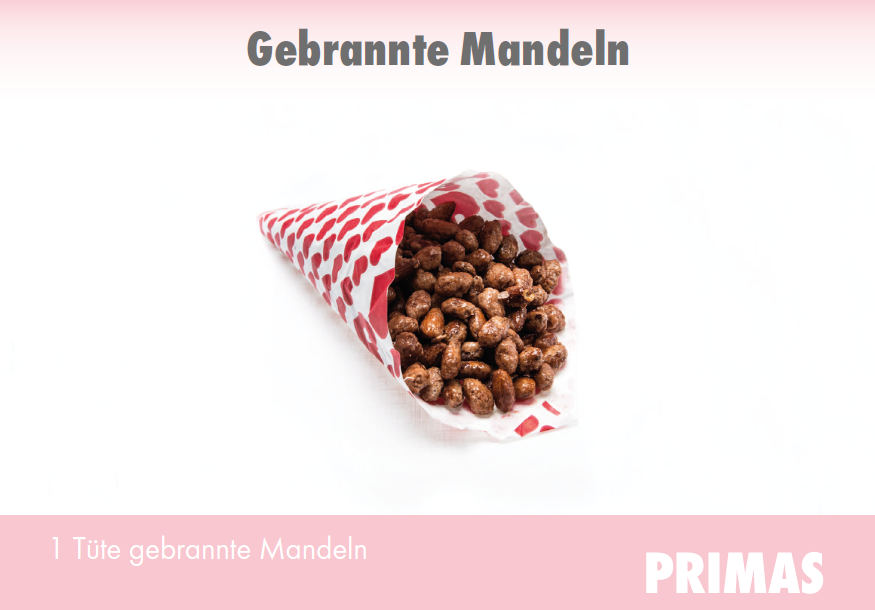 Gebrannte Mandeln
1 Tüte gebrannte Mandeln
PRIMAS